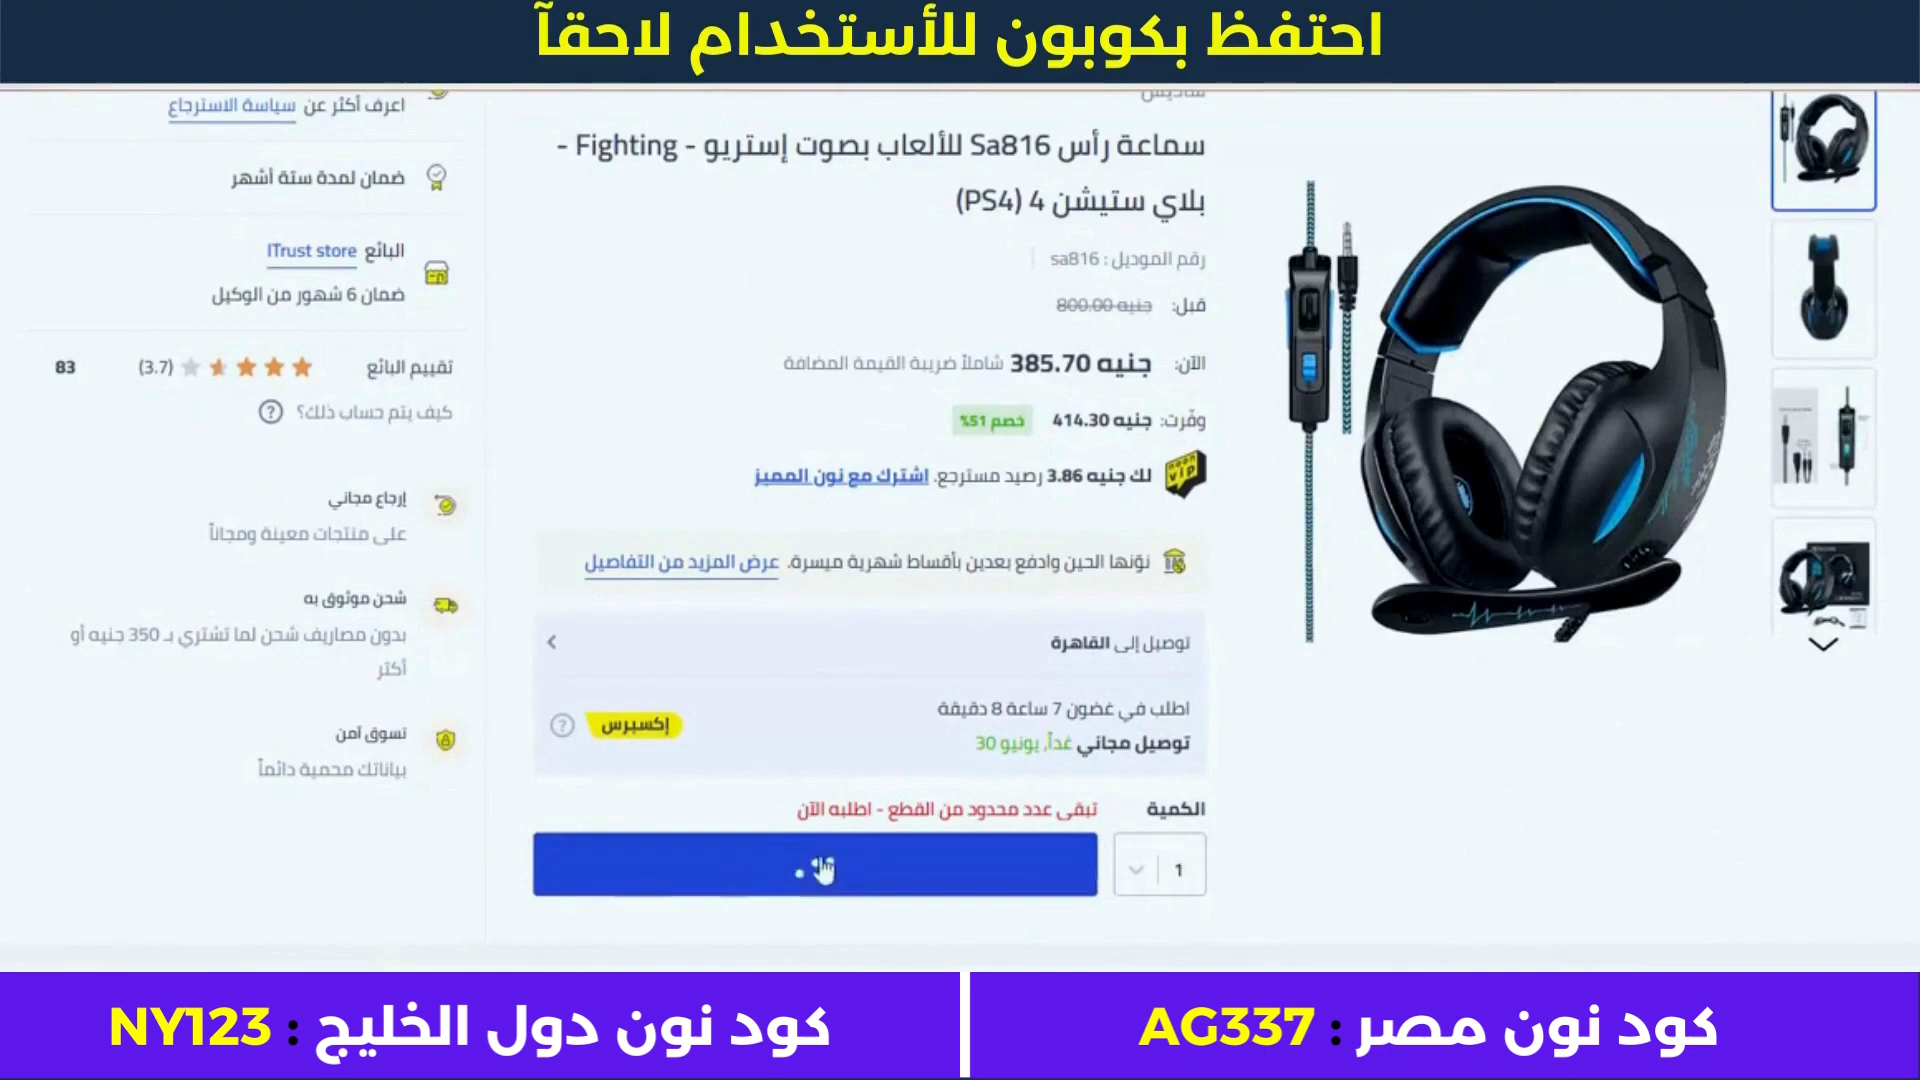 احتفظ بكوبون للأستخدام لاحقآ
سماعة رأس Sa816 للألعاب بصوت إستريو - Fighting -
بلاي ستيشن 4 (PS4)
رقم الموديل : sa816
قبل: جنيه 800.00
الآن: جنيه 385.70 شاملاً ضريبة القيمة المضافة
وفّرت: جنيه 414.30 خصم 51%
noon vip لك جنيه 3.86 رصيد مسترجع. اشترك مع نون المميز
نوّنها الحين وادفع بعدين بأقساط شهرية ميسرة. عرض المزيد من التفاصيل
توصيل إلى القاهرة
اطلب في غضون 7 ساعة 8 دقيقة
توصيل مجاني غداً, يونيو 30
إكسبرس
الكمية
تبقى عدد محدود من القطع - اطلبه الآن
1
اعرف أكثر عن سياسة الاسترجاع
ضمان لمدة ستة أشهر
البائع ITrust store
ضمان 6 شهور من الوكيل
تقييم البائع (3.7) 83
كيف يتم حساب ذلك؟
إرجاع مجاني
على منتجات معينة ومجاناً
شحن موثوق به
بدون مصاريف شحن لما تشتري بـ 350 جنيه أو
أكثر
تسوق آمن
بياناتك محمية دائماً
كود نون مصر : AG337
كود نون دول الخليج : NY123